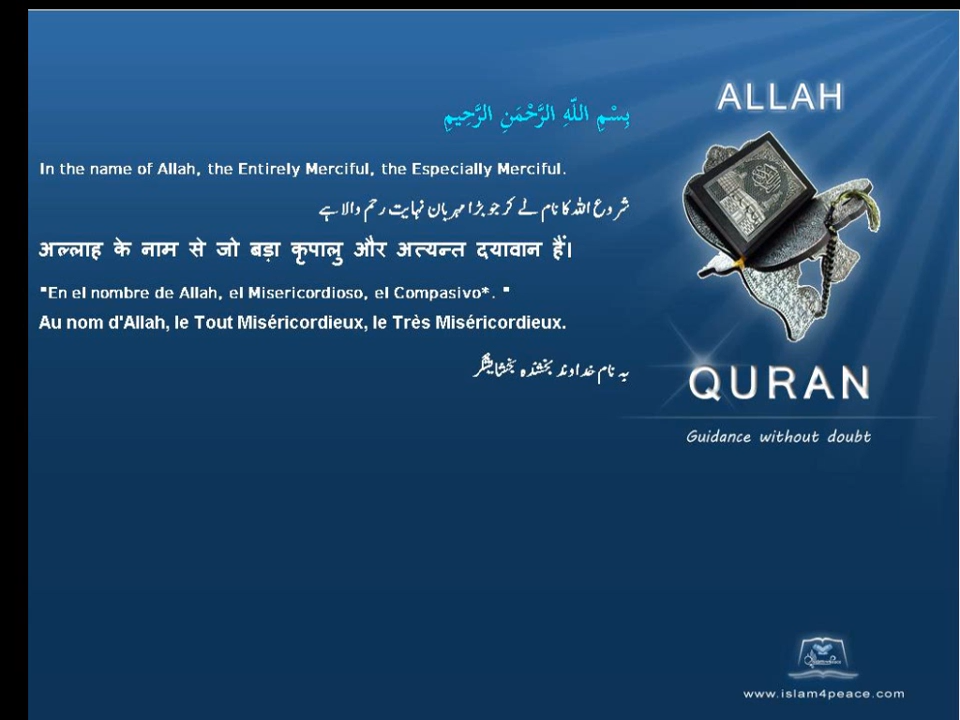 بِسْمِ اللَّهِ الرَّحْمَنِ الرَّحِيمِ
In the name of Allah, the Entirely Merciful, the Especially Merciful.
شروع الله کا نام لے کر جو بڑا مہربان نہایت رحم والا ہے
अल्लाह के नाम से जो बड़ा कृपालु और अत्यन्त दयावान हैं।
"En el nombre de Allah, el Misericordioso, el Compasivo*. "
Au nom d'Allah, le Tout Miséricordieux, le Très Miséricordieux.
به نام خداوند بخشنده بخشایشگر
ALLAH
QURAN
Guidance without doubt
www.islam4peace.com